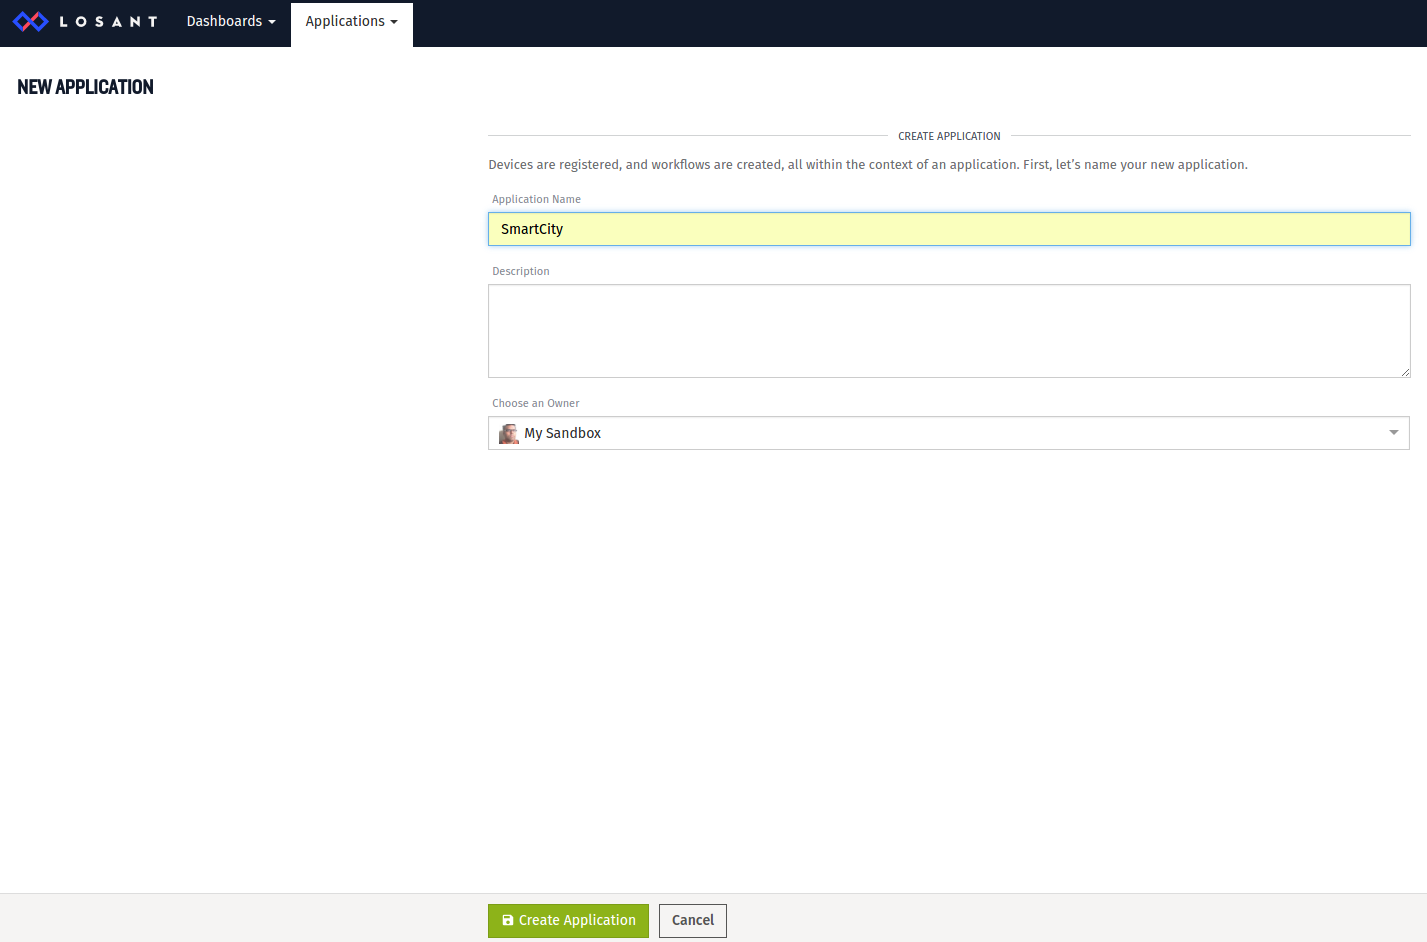 LOSANT Dashboards Applications
NEW APPLICATION
CREATE APPLICATION
Devices are registered, and workflows are created, all within the context of an application. First, let’s name your new application.
Application Name
SmartCity
Description
Choose an Owner
My Sandbox
Create Application Cancel